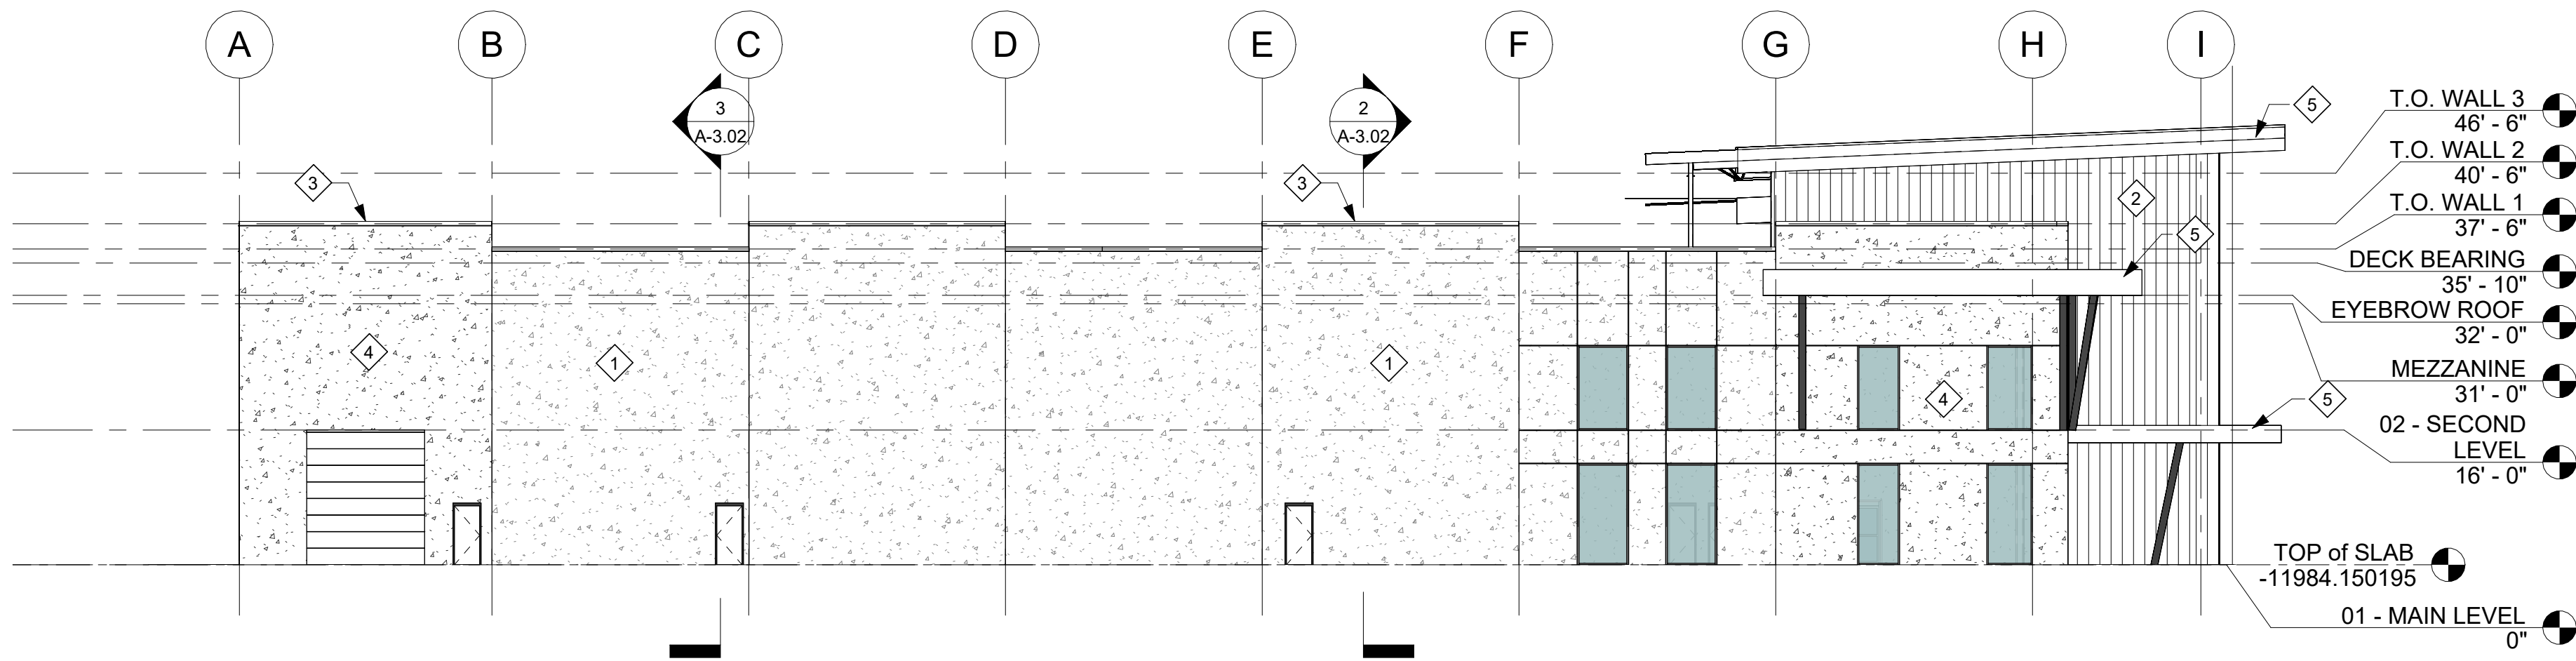 A
B
C
D
E
F
G
H
I
3
A-3.02
2
A-3.02
5
T.O. WALL 3
46' - 6"
T.O. WALL 2
40' - 6"
3
3
2
T.O. WALL 1
37' - 6"
5
DECK BEARING
35' - 10"
EYEBROW ROOF
32' - 0"
4
1
1
4
MEZZANINE
31' - 0"
5
02 - SECOND
LEVEL
16' - 0"
TOP of SLAB
-11984.150195
01 - MAIN LEVEL
0"